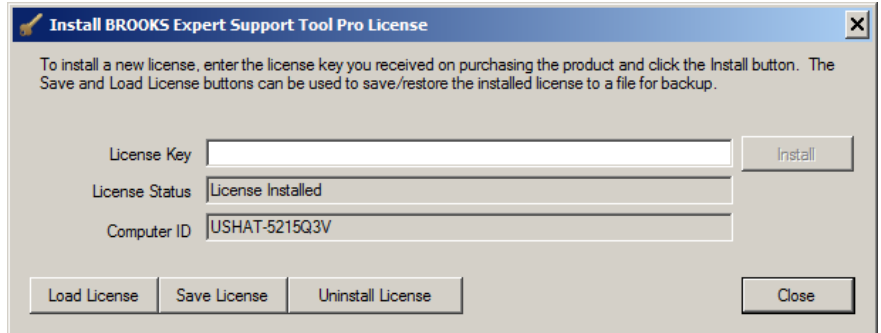 Install BROOKS Expert Support Tool Pro License
To install a new license, enter the license key you received on purchasing the product and click the Install button. The
Save and Load License buttons can be used to save/restore the installed license to a file for backup.
License Key
Install
License Status License Installed
Computer ID USHAT-5215Q3V
Load License Save License Uninstall License Close